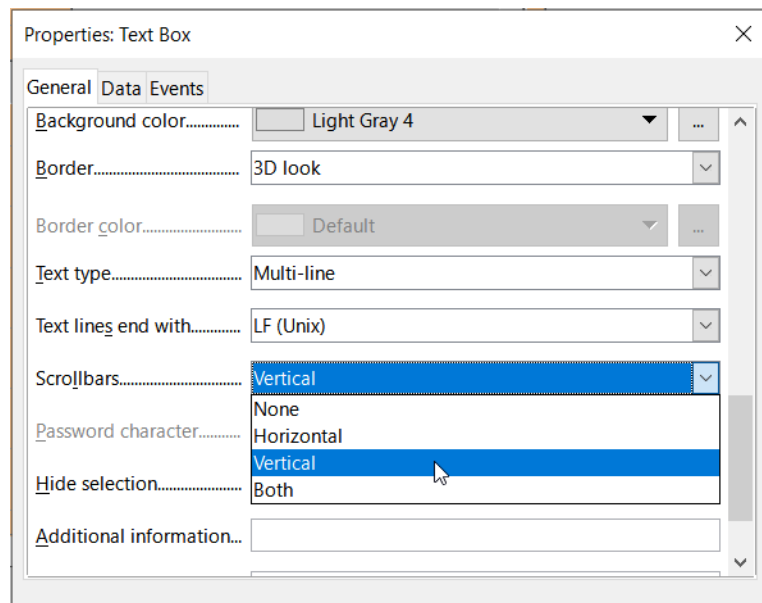 Properties: Text Box
General Data Events
Background color............. Light Gray 4 ...
Border....................................... 3D look
Border color........................... Default ...
Text type................................... Multi-line
Text lines end with............. LF (Unix)
Scrollbars................................. Vertical
None
Password character...........
Horizontal
Vertical
Hide selection.......................
Both
Additional information...